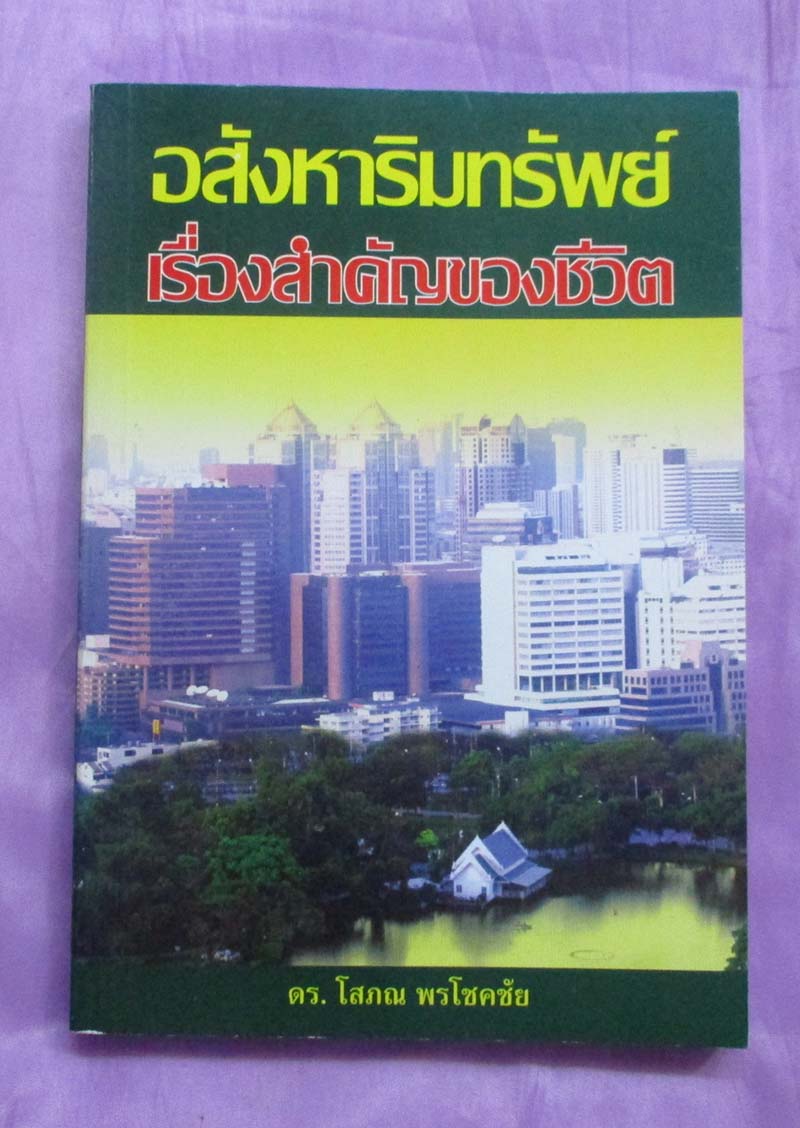 อสังหาริมทรัพย์
เรื่องสำคัญของชีวิต
ดร. โสภณ พรโชคชัย